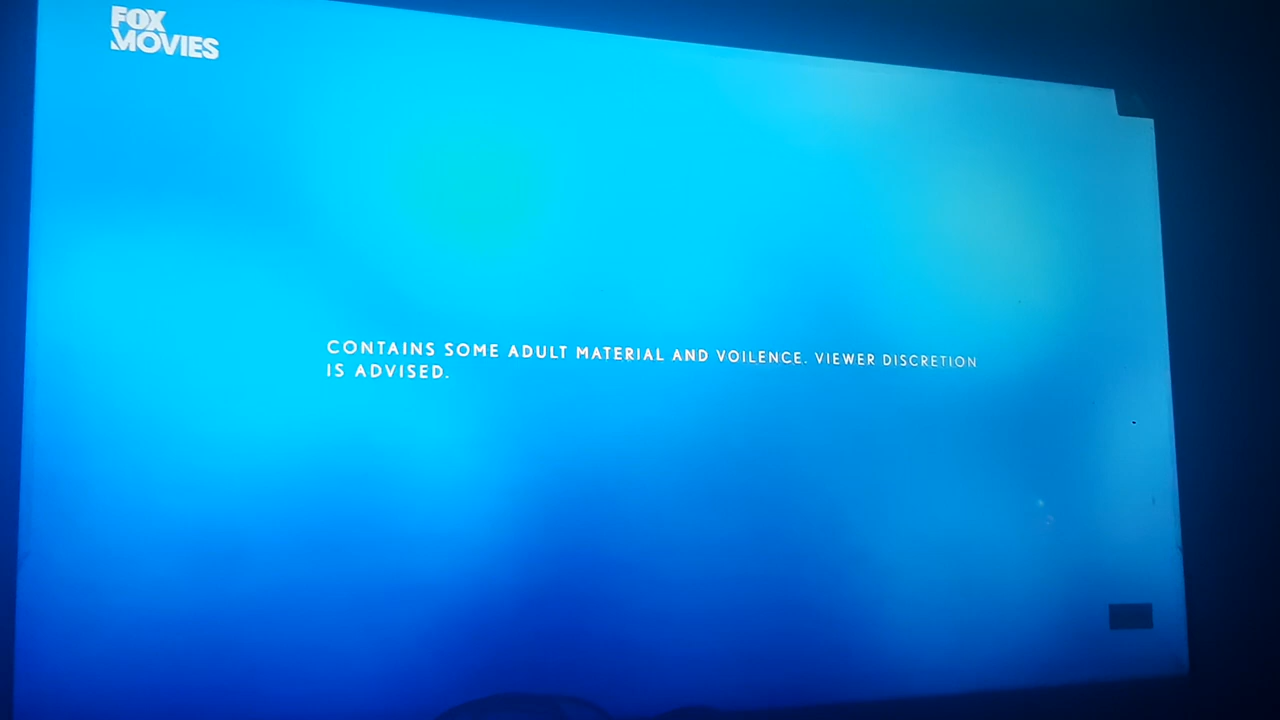 FOX
MOVIES
CONTAINS SOME ADULT MATERIAL AND VOILENCE. VIEWER DISCRETION
IS ADVISED.